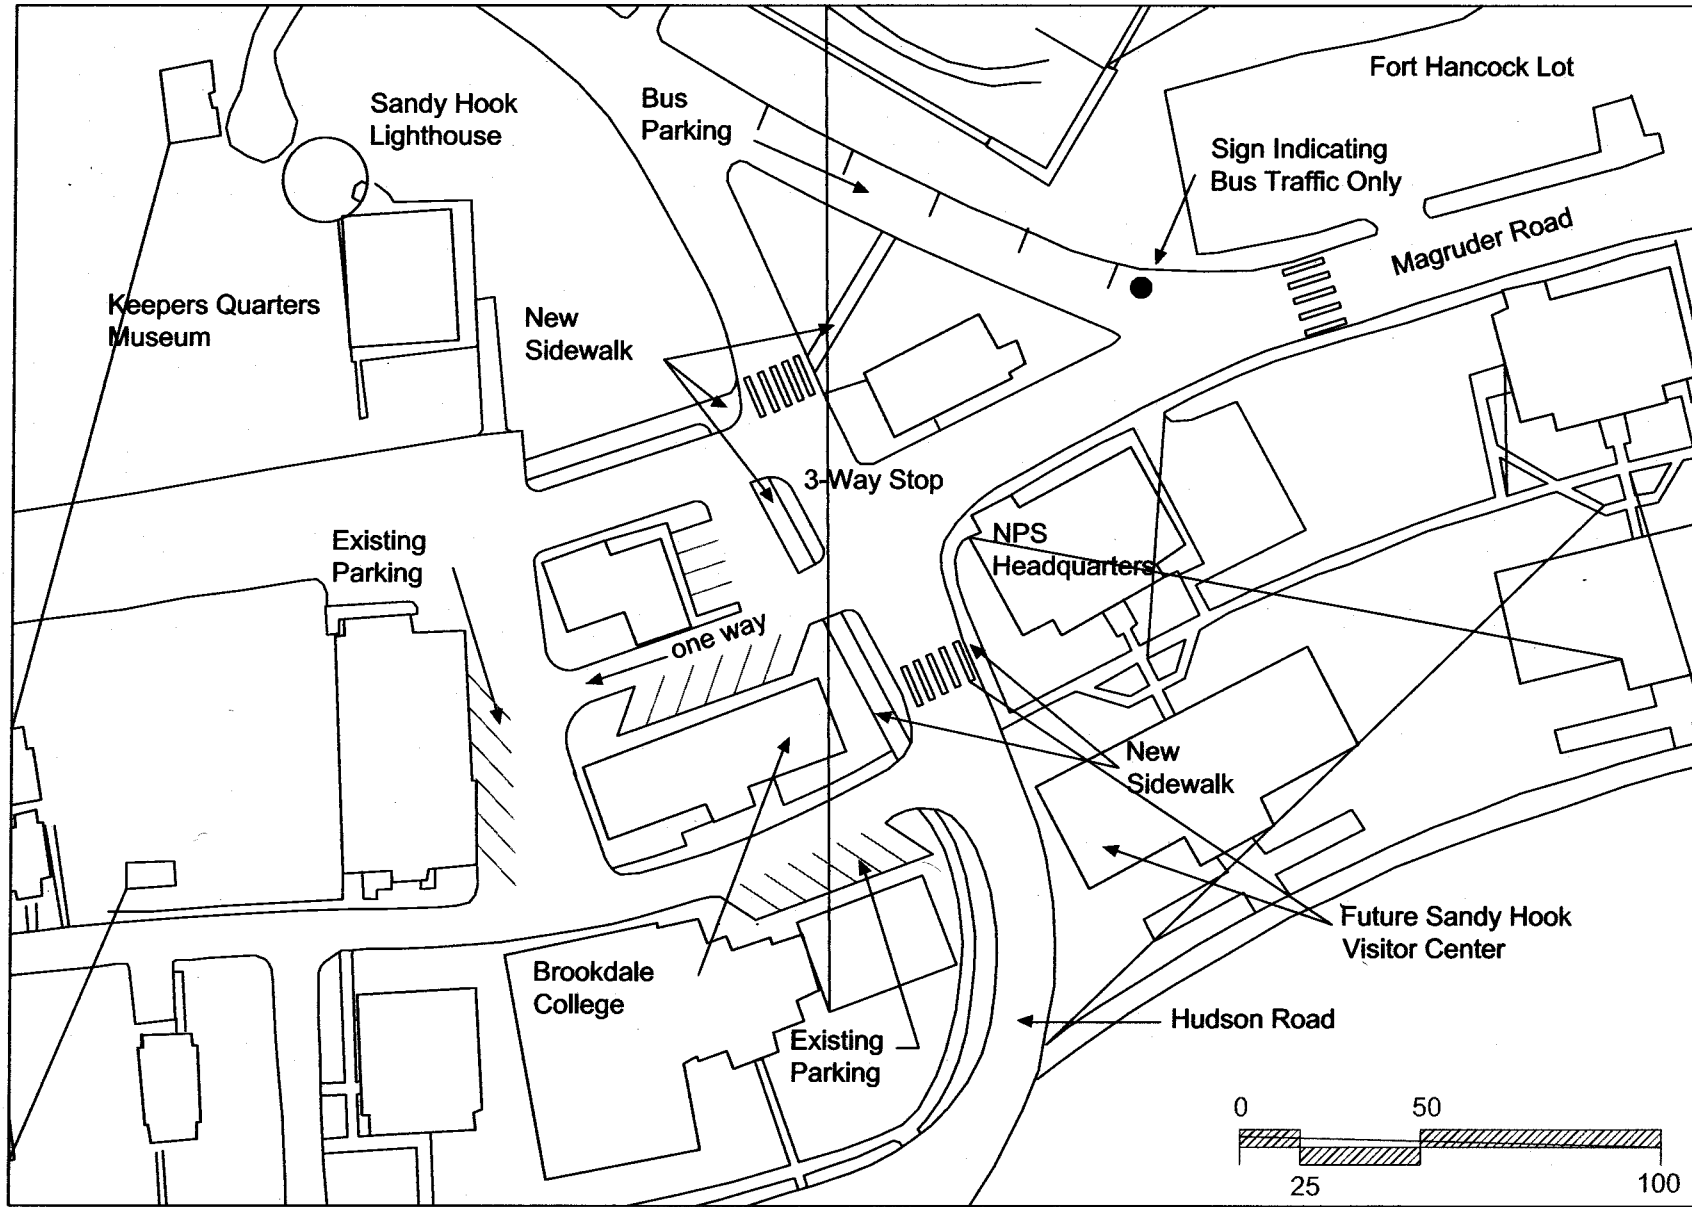 Fort Hancock Lot
Sandy Hook
Lighthouse
Bus
Parking
Sign Indicating
Bus Traffic Only
Magruder Road
Keepers Quarters
Museum
New
Sidewalk
3-Way Stop
Existing
Parking
NPS
Headquarters
one way
New
Sidewalk
Future Sandy Hook
Visitor Center
Brookdale
College
Hudson Road
Existing
Parking
0 50
25 100